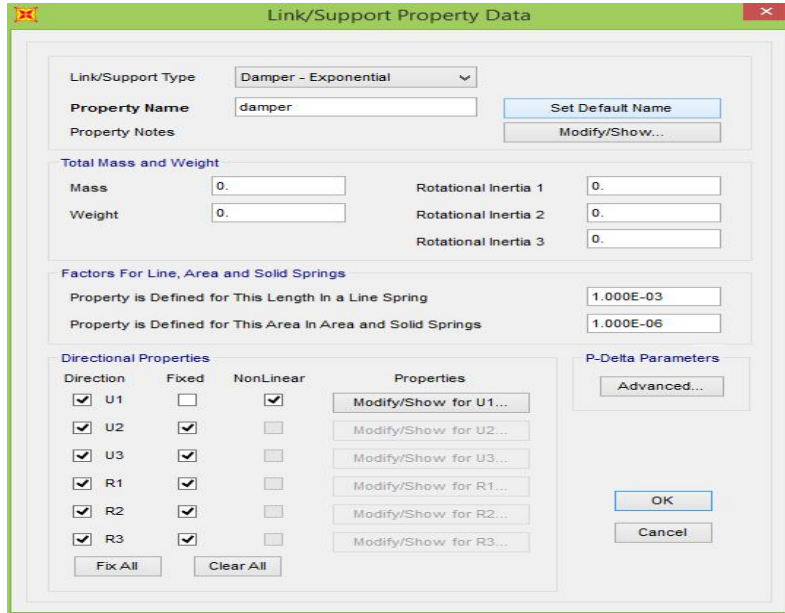 Link/Support Property Data
Link/Support Type Damper - Exponential
Property Name damper Set Default Name
Property Notes Modify/Show...
Total Mass and Weight
Mass 0. Rotational Inertia 1 0.
Weight 0. Rotational Inertia 2 0.
Rotational Inertia 3 0.
Factors For Line, Area and Solid Springs
Property is Defined for This Length In a Line Spring 1.000E-03
Property is Defined for This Area In Area and Solid Springs 1.000E-06
Directional Properties P-Delta Parameters
Direction Fixed NonLinear Properties Advanced...
U1 Modify/Show for U1...
U2 Modify/Show for U2...
U3 Modify/Show for U3...
R1 Modify/Show for R1...
R2 Modify/Show for R2... OK
R3 Modify/Show for R3... Cancel
Fix All Clear All